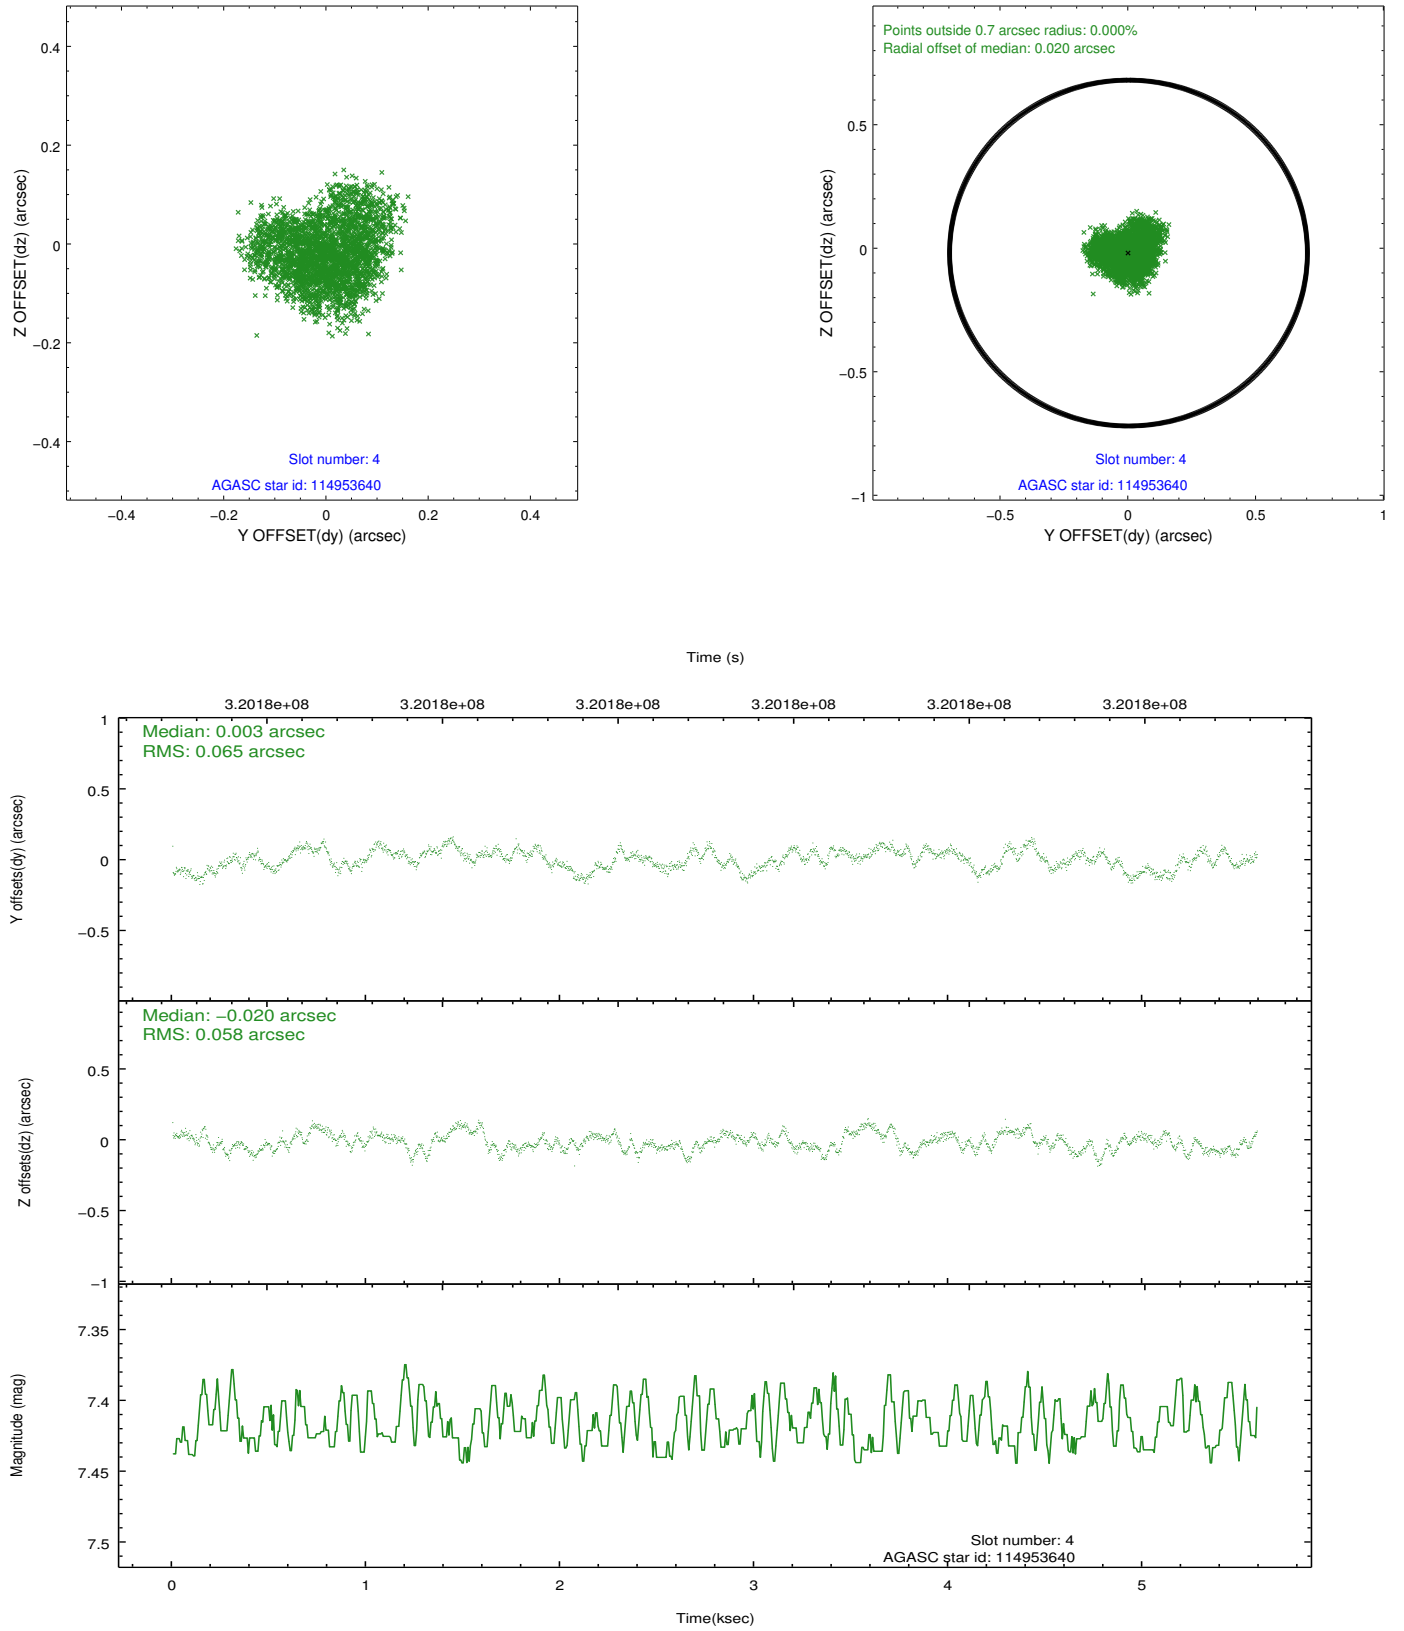 0.4
0.2
0
−0.2
−0.4
Z OFFSET(dz) (arcsec)
Slot number: 4
AGASC star id: 114953640
−0.4 −0.2 0 0.2 0.4
Y OFFSET(dy) (arcsec)
Points outside 0.7 arcsec radius: 0.000%
Radial offset of median: 0.020 arcsec
0.5
0
−0.5
−1
Z OFFSET(dz) (arcsec)
Slot number: 4
AGASC star id: 114953640
−0.5 0 0.5 1
Y OFFSET(dy) (arcsec)
Time (s)
3.2018e+08 3.2018e+08 3.2018e+08 3.2018e+08 3.2018e+08 3.2018e+08
Median: 0.003 arcsec
RMS: 0.065 arcsec
1
0.5
0
−0.5
Y offsets(dy) (arcsec)
Median: −0.020 arcsec
RMS: 0.058 arcsec
0.5
0
−0.5
−1
Z offsets(dz) (arcsec)
7.35
7.4
7.45
7.5
Magnitude (mag)
Slot number: 4
AGASC star id: 114953640
0 1 2 3 4 5
Time(ksec)